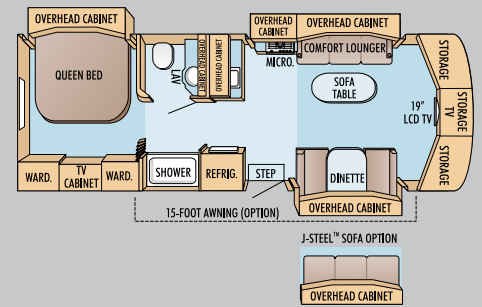 OVERHEAD CABINET
OVERHEAD
CABINET
OVERHEAD CABINET
QUEEN BED
LAV
OVERHEAD CABINET
OVERHEAD CABINET
MICRO.
COMFORT LOUNGER
SOFA
TABLE
STORAGE
STORAGE
TV
STORAGE
19"
LCD TV
WARD.
TV
CABINET
WARD.
SHOWER
REFRIG.
STEP
DINETTE
OVERHEAD CABINET
15-FOOT AWNING (OPTION)
J-STEEL™ SOFA OPTION
OVERHEAD CABINET